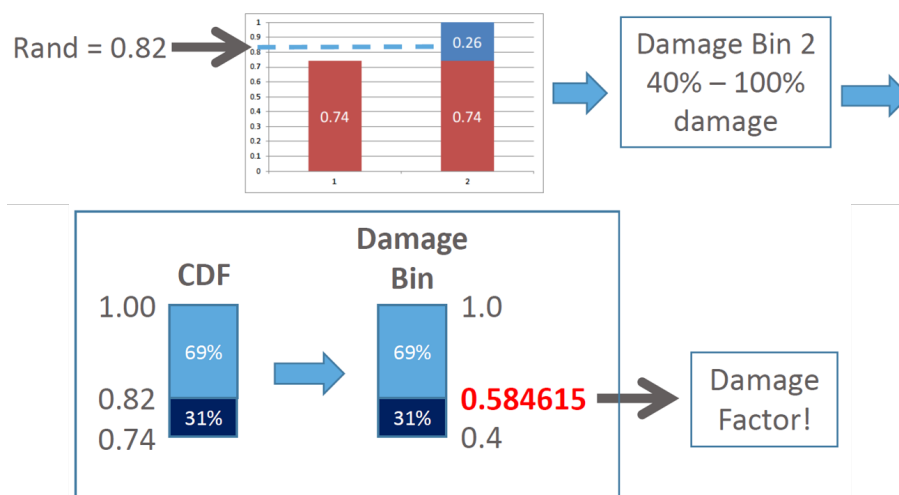 Rand = 0.82
1
0.9
0.8
0.7
0.6
0.5
0.4
0.3
0.2
0.1
0
0.74
0.26
0.74
1
2
Damage Bin 2
40% – 100%
damage
CDF
1.00
69%
0.82
31%
0.74
Damage
Bin
1.0
69%
0.584615
31%
0.4
Damage
Factor!